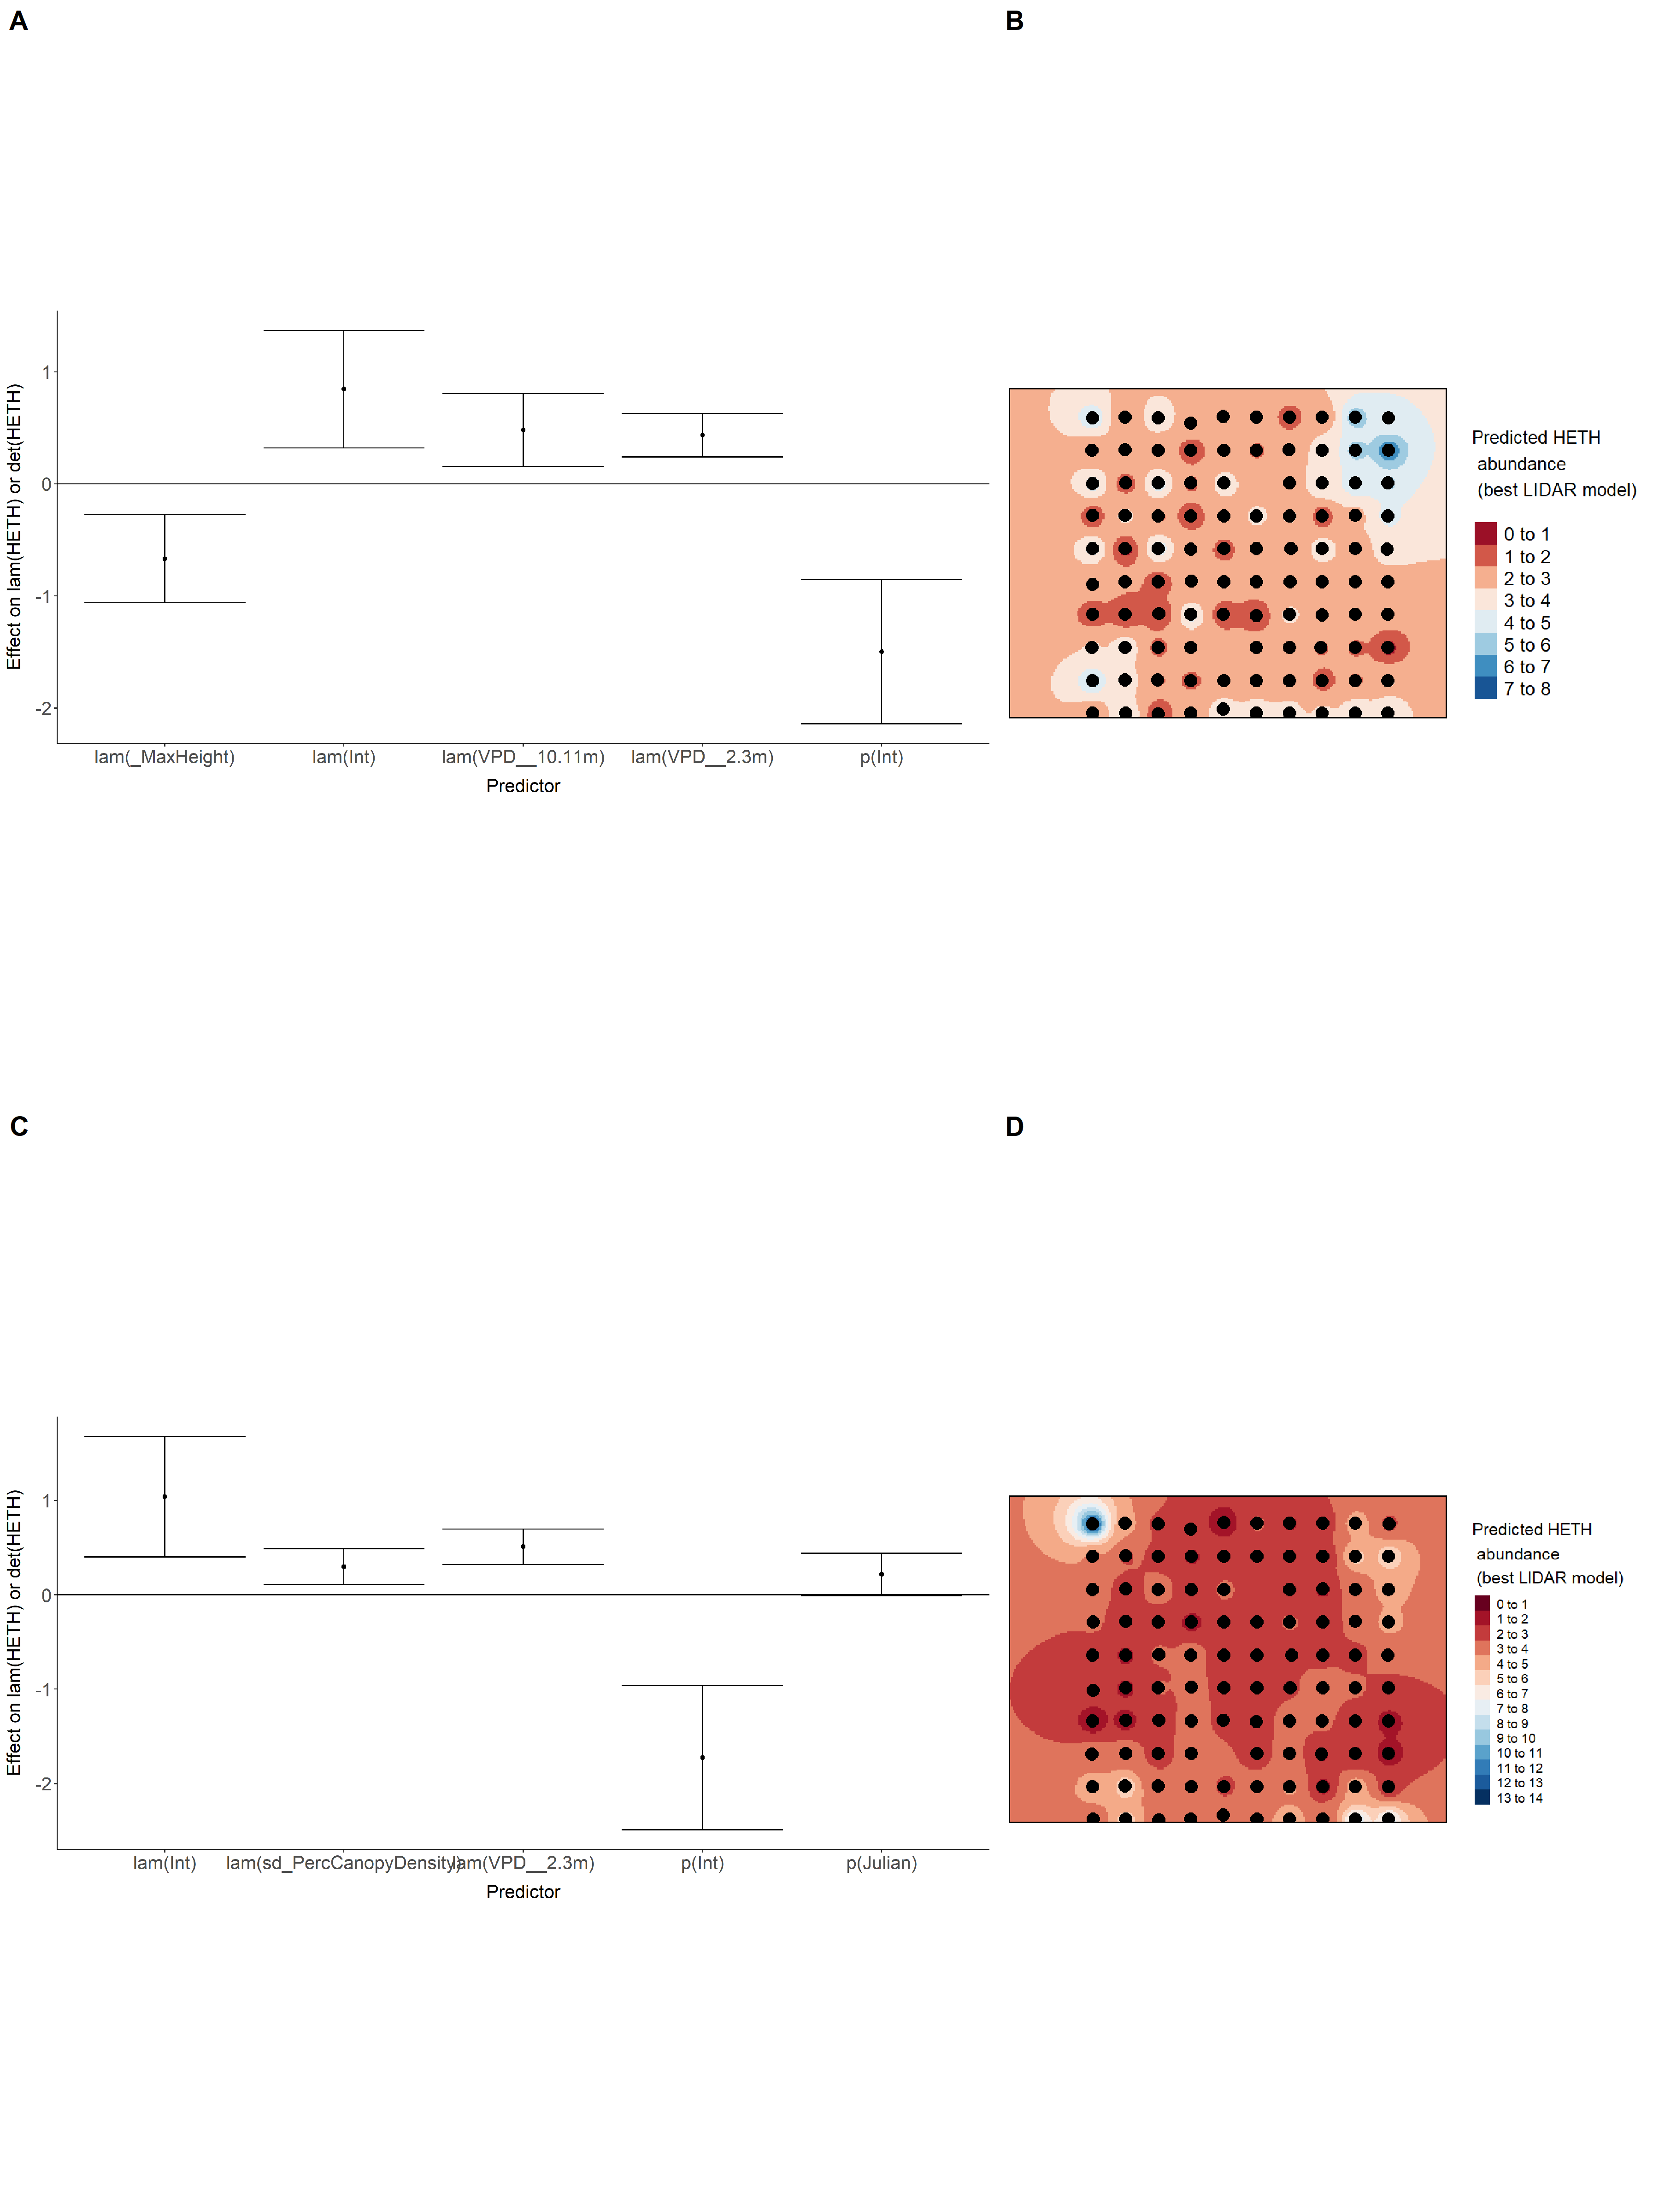 A
B
Effect on lam(HETH) or det(HETH)
1
0
-1
-2
lam(_MaxHeight)
lam(Int)
lam(VPD__10.11m)
lam(VPD__2.3m)
p(Int)
Predictor
Predicted HETH
abundance
(best LIDAR model)
0 to 1
1 to 2
2 to 3
3 to 4
4 to 5
5 to 6
6 to 7
7 to 8
C
D
Effect on lam(HETH) or det(HETH)
1
0
-1
-2
lam(Int)
lam(sd_PercCanopyDensity)
lam(VPD__2.3m)
p(Int)
p(Julian)
Predictor
Predicted HETH
abundance
(best LIDAR model)
0 to 1
1 to 2
2 to 3
3 to 4
4 to 5
5 to 6
6 to 7
7 to 8
8 to 9
9 to 10
10 to 11
11 to 12
12 to 13
13 to 14